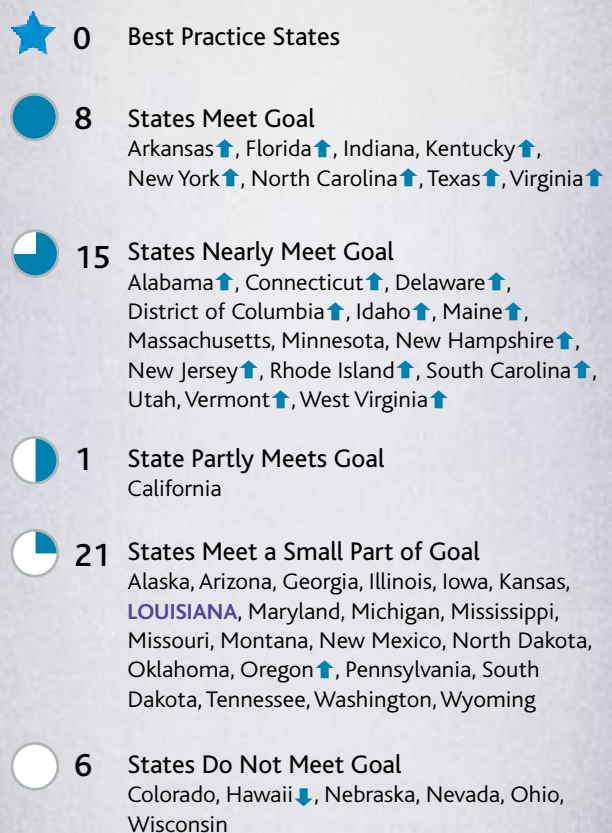 0 Best Practice States
8 States Meet Goal
Arkansas⬆, Florida⬆, Indiana, Kentucky⬆,
New York⬆, North Carolina⬆, Texas⬆, Virginia⬆
15 States Nearly Meet Goal
Alabama⬆, Connecticut⬆, Delaware⬆,
District of Columbia⬆, Idaho⬆, Maine⬆,
Massachusetts, Minnesota, New Hampshire⬆,
New Jersey⬆, Rhode Island⬆, South Carolina⬆,
Utah, Vermont⬆, West Virginia⬆
1 State Partly Meets Goal
California
21 States Meet a Small Part of Goal
Alaska, Arizona, Georgia, Illinois, Iowa, Kansas,
LOUISIANA, Maryland, Michigan, Mississippi,
Missouri, Montana, New Mexico, North Dakota,
Oklahoma, Oregon⬆, Pennsylvania, South
Dakota, Tennessee, Washington, Wyoming
6 States Do Not Meet Goal
Colorado, Hawaii⬇, Nebraska, Nevada, Ohio,
Wisconsin